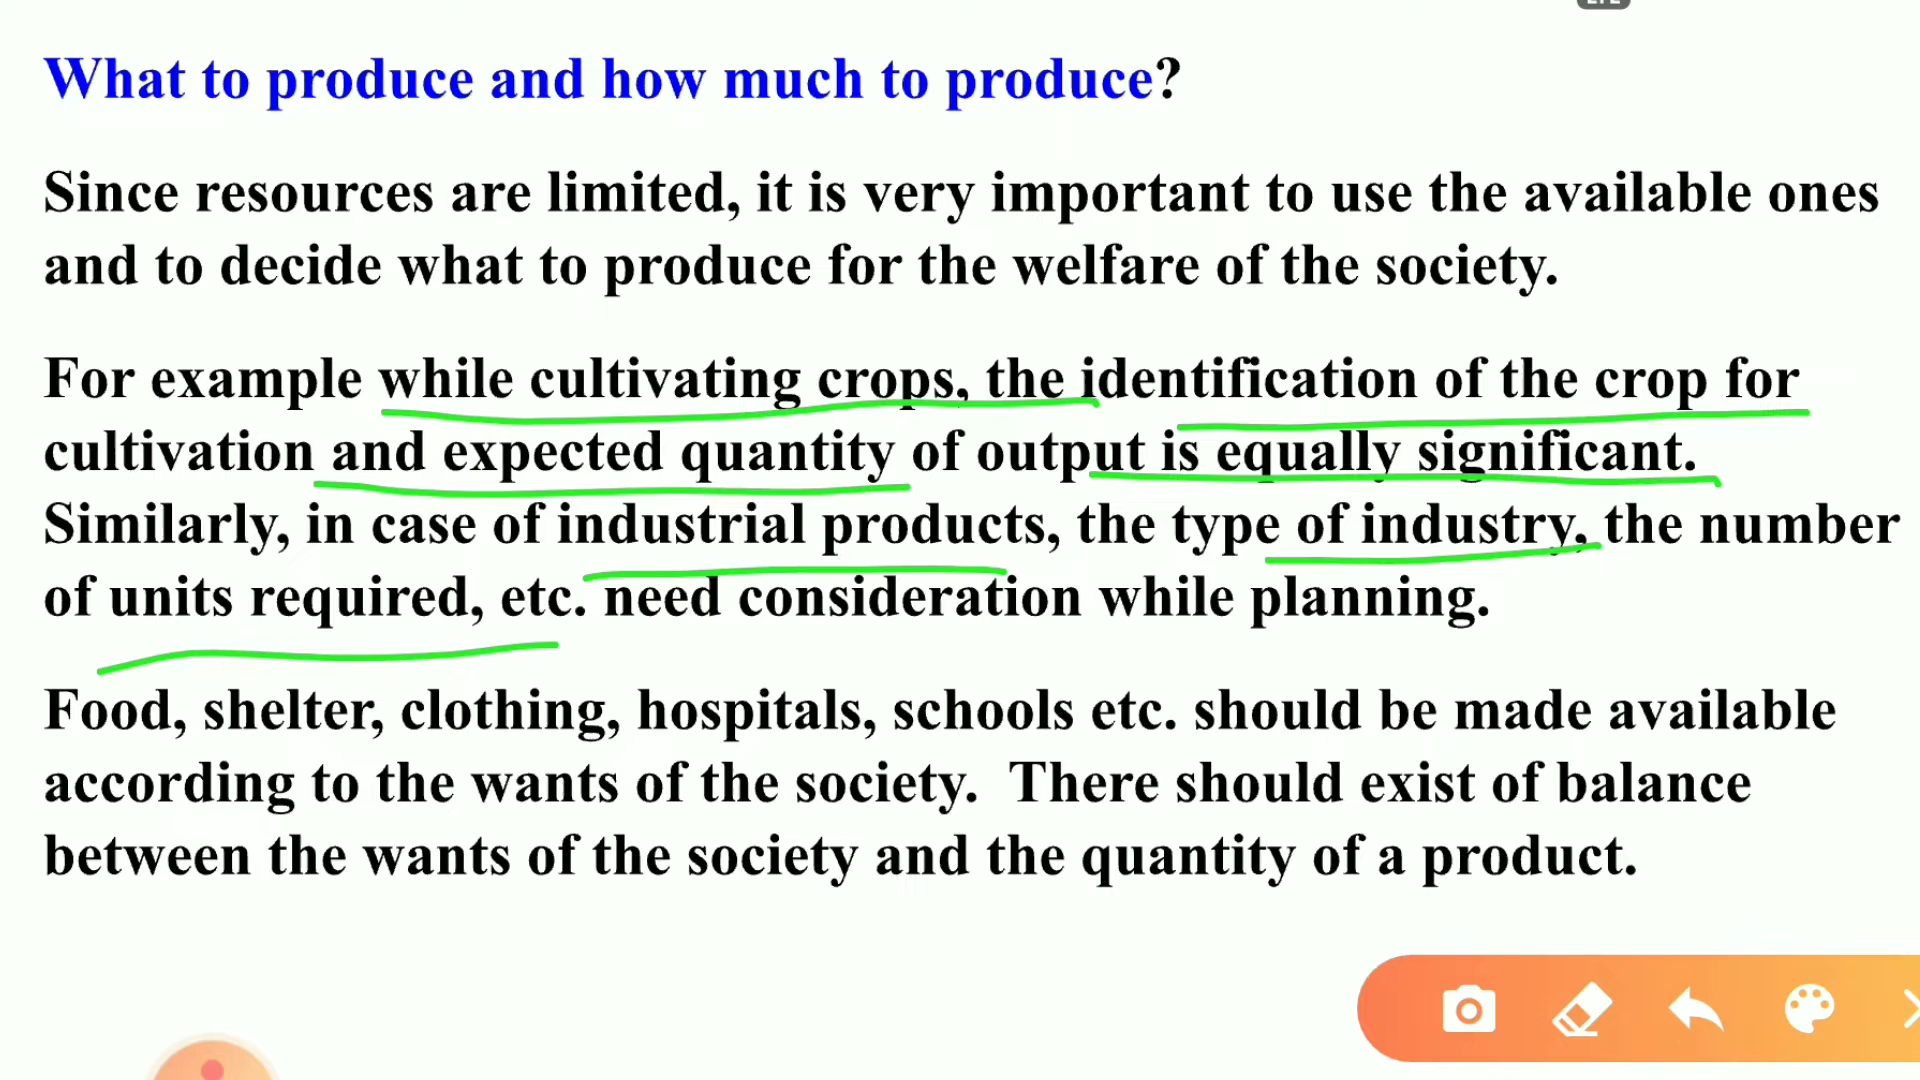 What to produce and how much to produce?
Since resources are limited, it is very important to use the available ones
and to decide what to produce for the welfare of the society.
For example while cultivating crops, the identification of the crop for
cultivation and expected quantity of output is equally significant.
Similarly, in case of industrial products, the type of industry, the number
of units required, etc. need consideration while planning.
Food, shelter, clothing, hospitals, schools etc. should be made available
according to the wants of the society.  There should exist of balance
between the wants of the society and the quantity of a product.